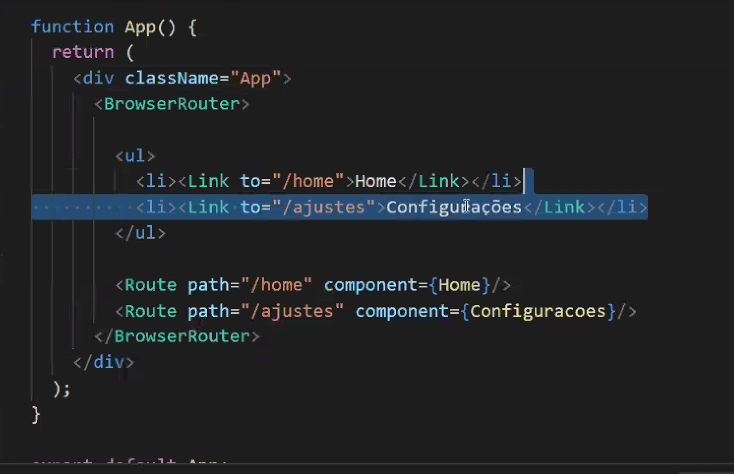 function App() {
return (
<div className="App">
<BrowserRouter>
<ul>
<li><Link to="/home">Home</Link></li>
<li><Link to="/ajustes">Configurações</Link></li>
</ul>
<Route path="/home" component={Home}/>
<Route path="/ajustes" component={Configuracoes}/>
</BrowserRouter>
</div>
);
}
export default App;